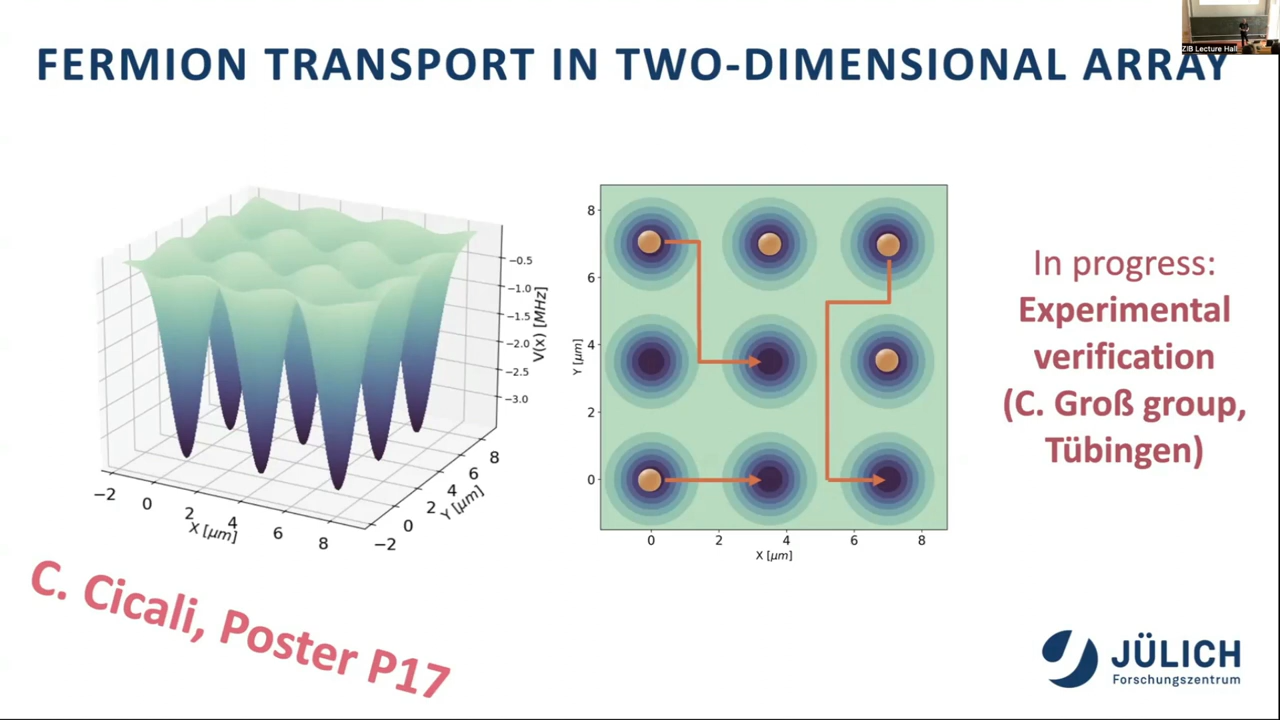 ZIB Lecture Hall
FERMION TRANSPORT IN TWO-DIMENSIONAL ARRAY
−0.5
−1.0
−1.5
−2.0
−2.5
−3.0
V(x) [MHz]
−2
0
2
4
6
8
X [μm]
−2
0
2
4
6
8
Y [μm]
8
6
4
2
0
Y [μm]
0
2
4
6
8
X [μm]
In progress:
Experimental
verification
(C. Groß group,
Tübingen)
C. Cicali, Poster P17
JÜLICH
Forschungszentrum